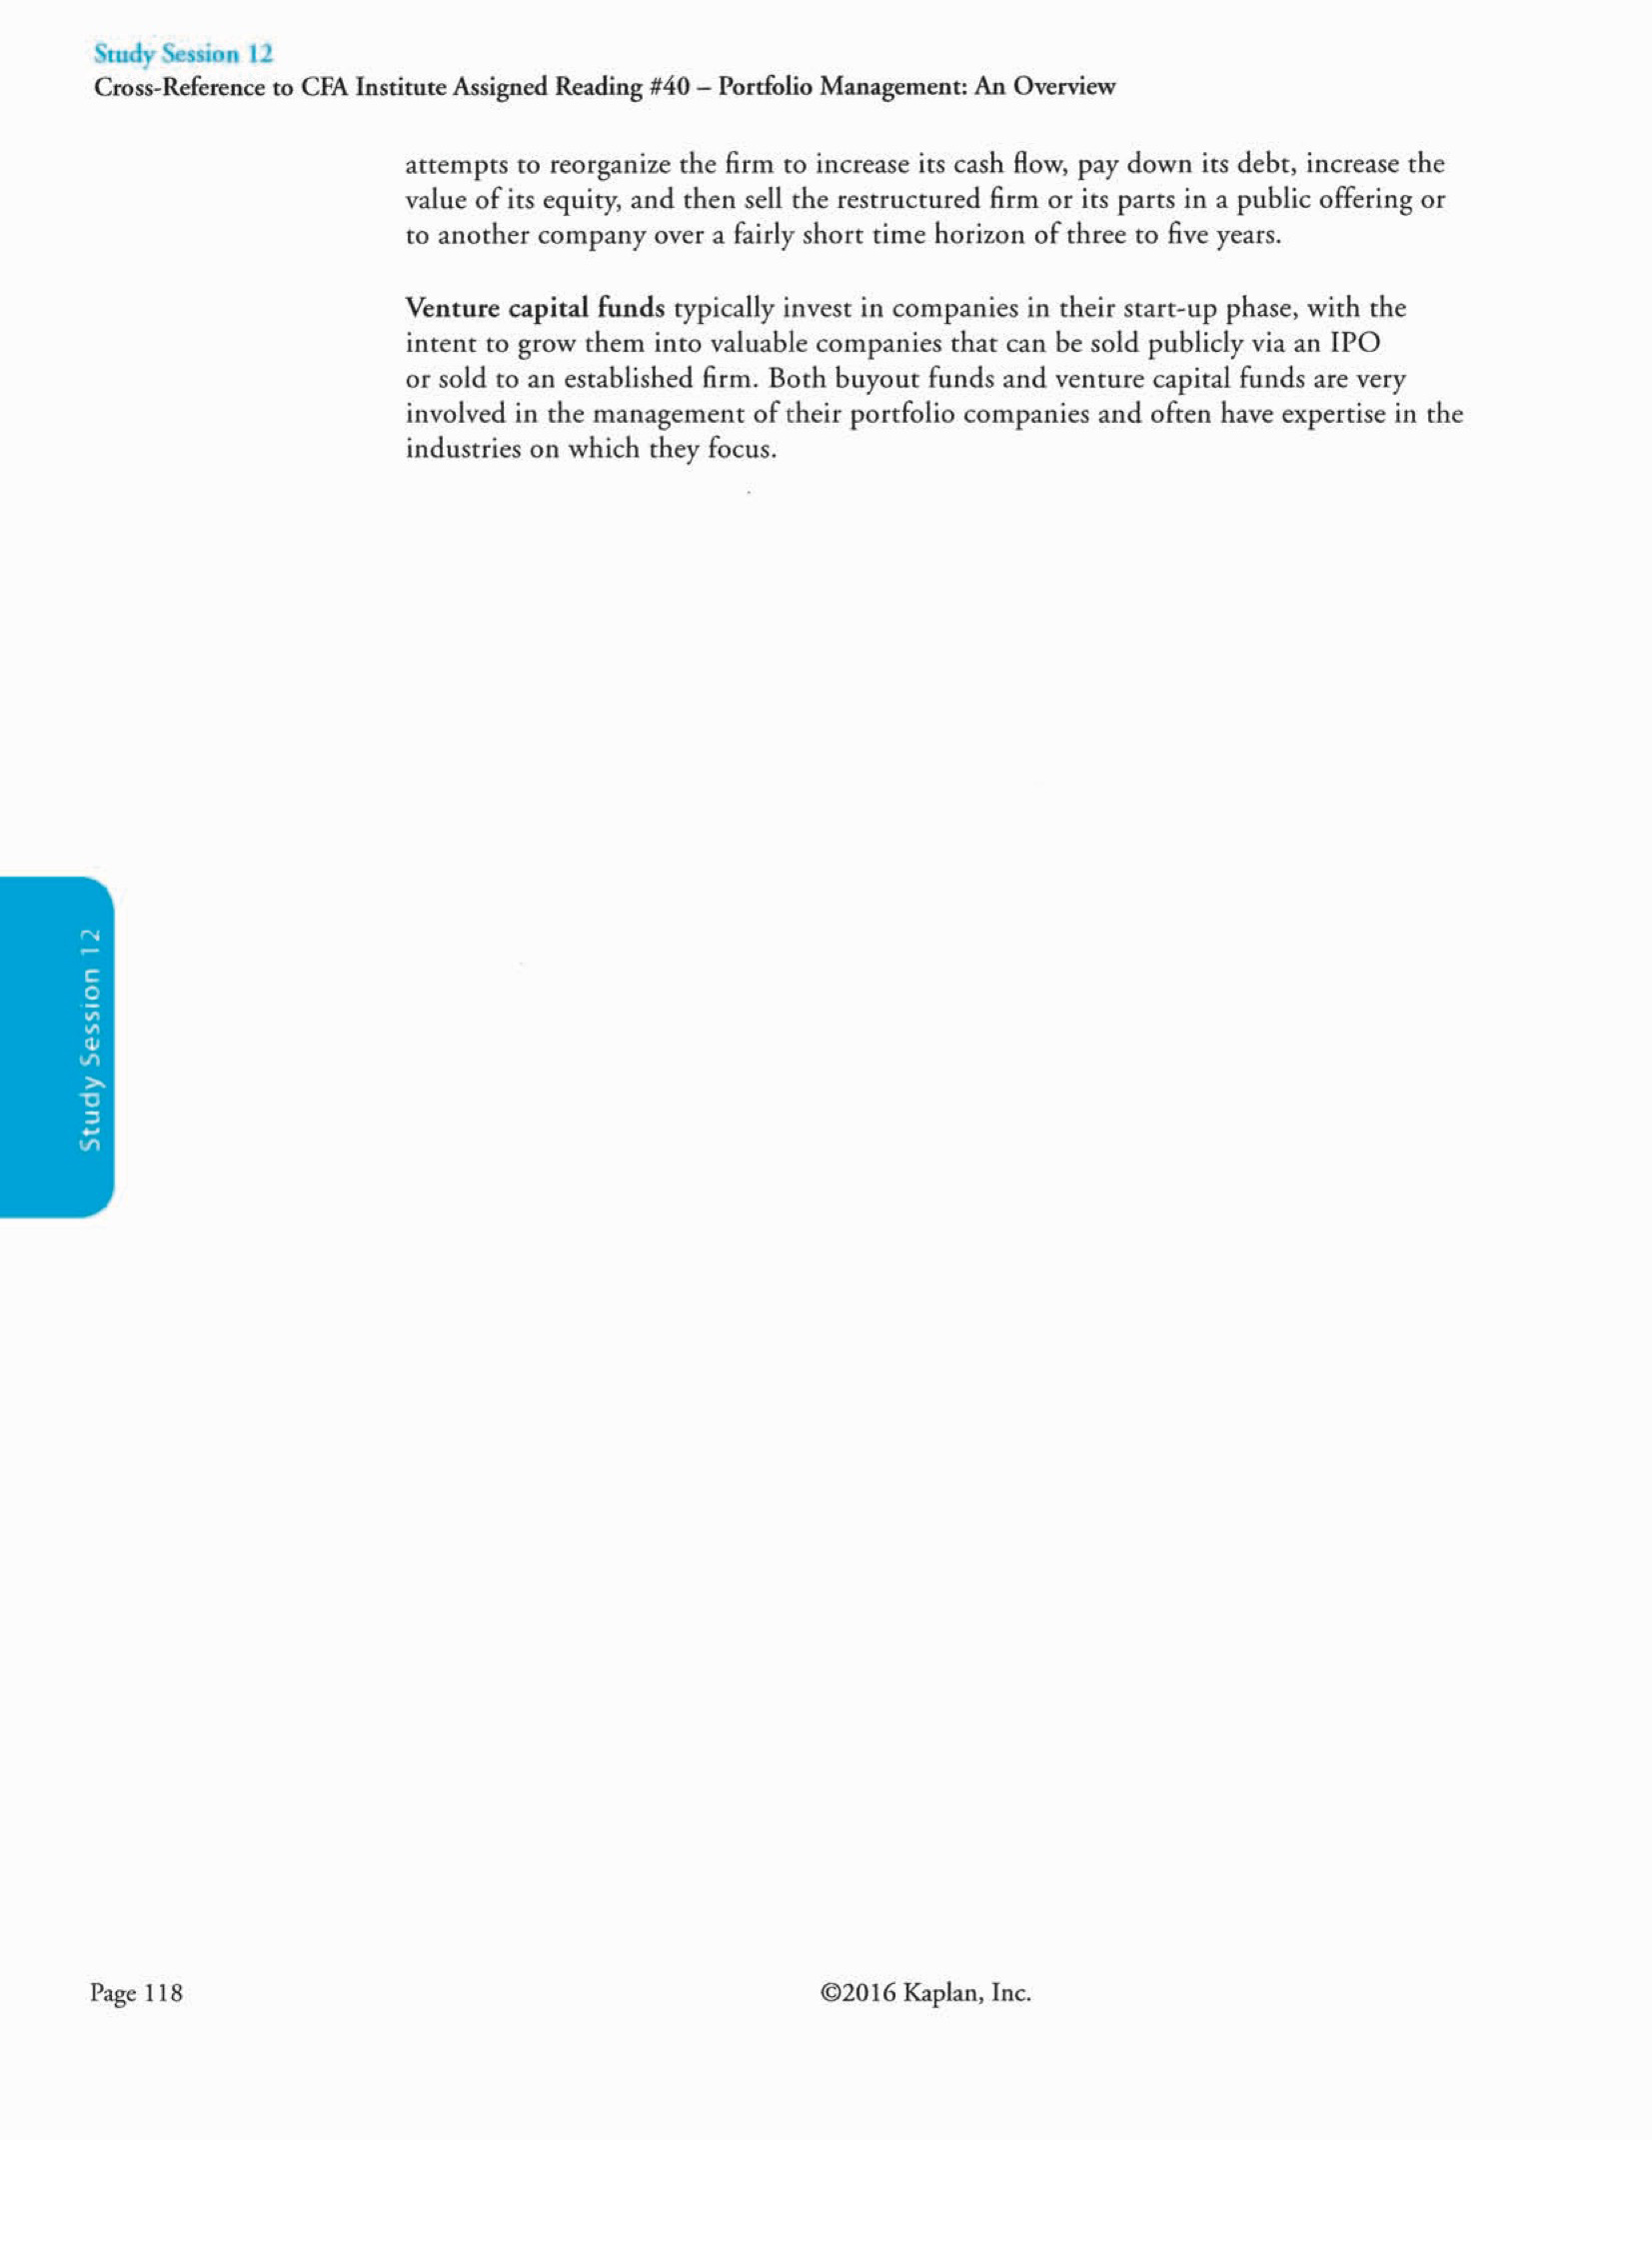 Study Session 12
Cross-Reference to CFA Institute Assigned Reading #40 – Portfolio Management: An Overview
attempts to reorganize the firm to increase its cash flow, pay down its debt, increase the
value of its equity, and then sell the restructured firm or its parts in a public offering or
to another company over a fairly short time horizon of three to five years.
Venture capital funds typically invest in companies in their start-up phase, with the
intent to grow them into valuable companies that can be sold publicly via an IPO
or sold to an established firm. Both buyout funds and venture capital funds are very
involved in the management of their portfolio companies and often have expertise in the
industries on which they focus.
Study Session 12
Page 118
©2016 Kaplan, Inc.